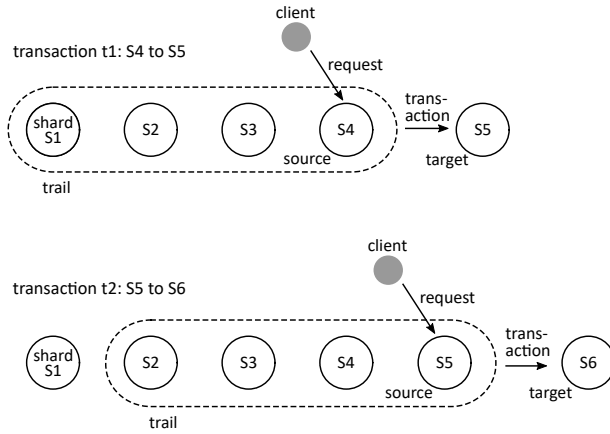 client
transaction t1: S4 to S5
request
shard
S1
S2
S3
S4
trans-
action
S5
source
target
trail
client
transaction t2: S5 to S6
request
shard
S1
S2
S3
S4
S5
trans-
action
S6
source
target
trail